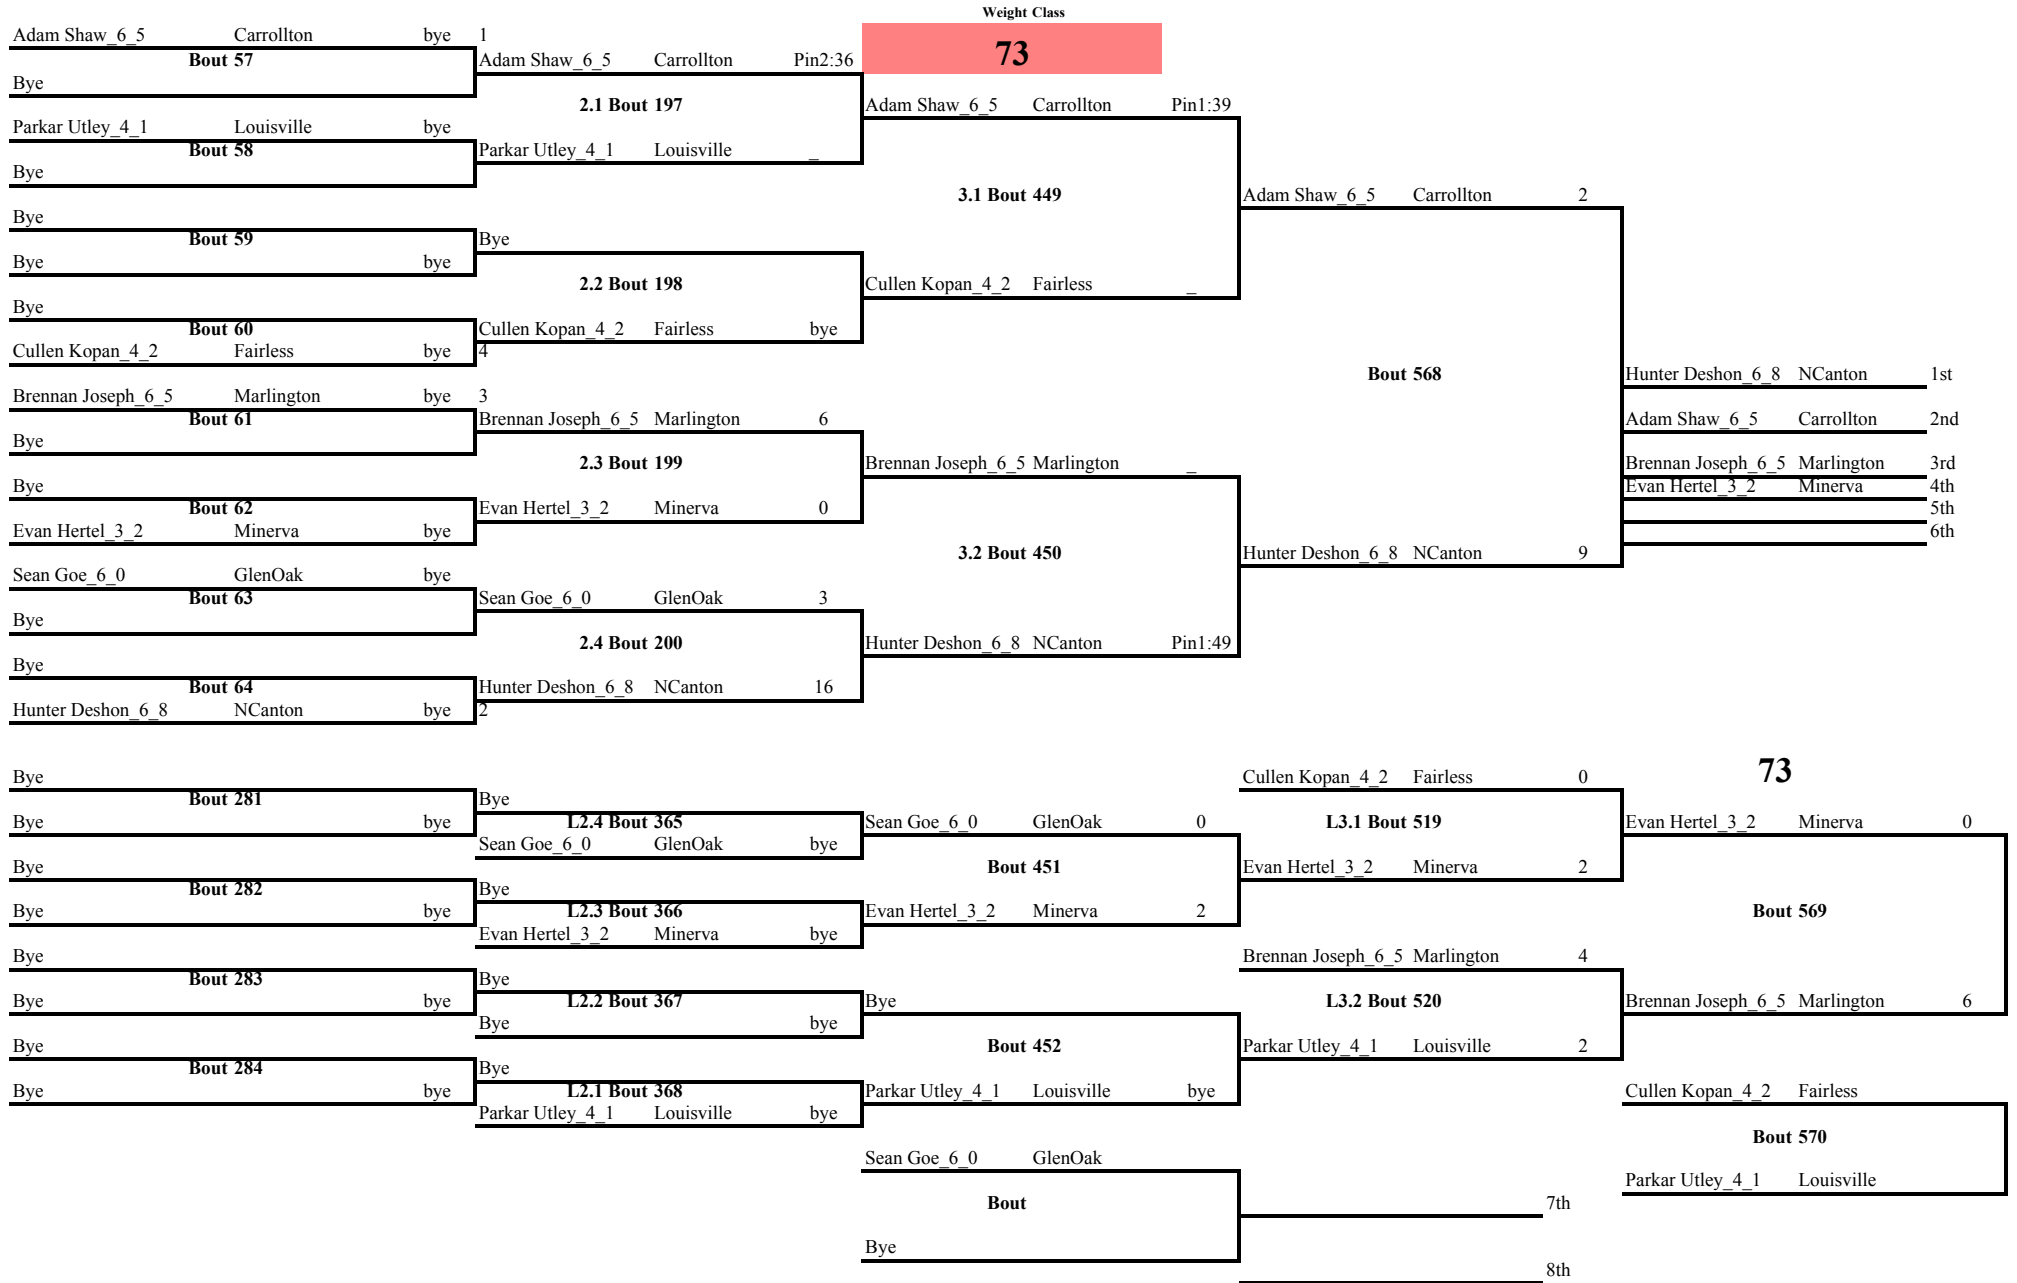 Weight Class
73
Adam Shaw_6_5 Carrollton bye 1
Bout 57
Bye
Parkar Utley_4_1 Louisville bye
Bout 58
Bye
Bye
Bout 59
Bye bye
Bye
Bout 60
Cullen Kopan_4_2 Fairless bye 4
Brennan Joseph_6_5 Marlington bye 3
Bout 61
Bye
Bye
Bout 62
Evan Hertel_3_2 Minerva bye
Sean Goe_6_0 GlenOak bye
Bout 63
Bye
Bye
Bout 64
Hunter Deshon_6_8 NCanton bye 2
Adam Shaw_6_5 Carrollton Pin2:36
2.1 Bout 197
Parkar Utley_4_1 Louisville _
Bye
2.2 Bout 198
Cullen Kopan_4_2 Fairless bye
Brennan Joseph_6_5 Marlington 6
2.3 Bout 199
Evan Hertel_3_2 Minerva 0
Sean Goe_6_0 GlenOak 3
2.4 Bout 200
Hunter Deshon_6_8 NCanton 16
Adam Shaw_6_5 Carrollton Pin1:39
3.1 Bout 449
Cullen Kopan_4_2 Fairless _
Brennan Joseph_6_5 Marlington _
3.2 Bout 450
Hunter Deshon_6_8 NCanton Pin1:49
Adam Shaw_6_5 Carrollton 2
Bout 568
Hunter Deshon_6_8 NCanton 9
Hunter Deshon_6_8 NCanton 1st
Adam Shaw_6_5 Carrollton 2nd
Brennan Joseph_6_5 Marlington 3rd
Evan Hertel_3_2 Minerva 4th
5th
6th
Bye
Bout 281
Bye bye
Bye
Bout 282
Bye bye
Bye
Bout 283
Bye bye
Bye
Bout 284
Bye bye
Bye
L2.4 Bout 365
Sean Goe_6_0 GlenOak bye
Bye
L2.3 Bout 366
Evan Hertel_3_2 Minerva bye
Bye
L2.2 Bout 367
Bye bye
Bye
L2.1 Bout 368
Parkar Utley_4_1 Louisville bye
Sean Goe_6_0 GlenOak 0
Bout 451
Evan Hertel_3_2 Minerva 2
Bye
Bout 452
Parkar Utley_4_1 Louisville bye
Sean Goe_6_0 GlenOak
Bout
Bye
Cullen Kopan_4_2 Fairless 0
L3.1 Bout 519
Evan Hertel_3_2 Minerva 2
Brennan Joseph_6_5 Marlington 4
L3.2 Bout 520
Parkar Utley_4_1 Louisville 2
7th
8th
73
Evan Hertel_3_2 Minerva 0
Bout 569
Brennan Joseph_6_5 Marlington 6
Cullen Kopan_4_2 Fairless
Bout 570
Parkar Utley_4_1 Louisville